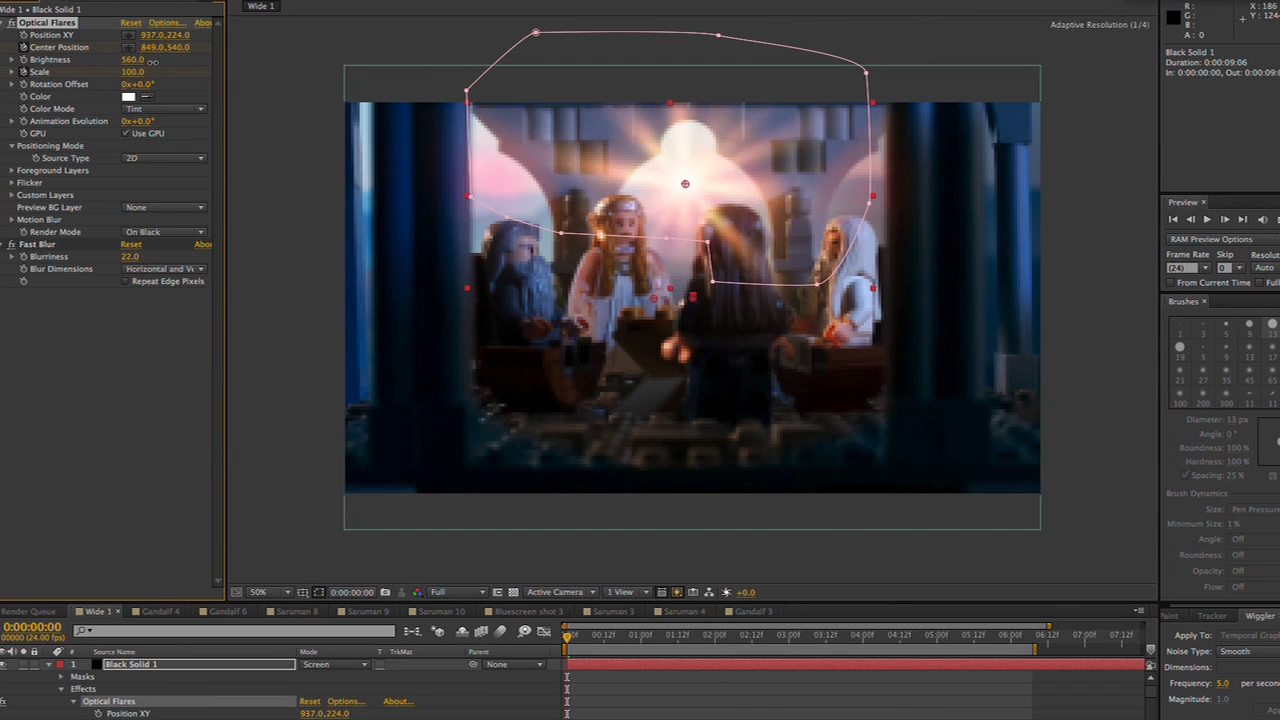 Wide 1 • Black Solid 1
Optical Flares Reset Options... Abou
Position XY 937.0,224.0
Center Position 849.0,540.0
Brightness 560.0
Scale 100.0
Rotation Offset 0x+0.0°
Color
Color Mode Tint
Animation Evolution 0x+0.0°
GPU Use GPU
Positioning Mode
Source Type 2D
Foreground Layers
Flicker
Custom Layers
Preview BG Layer None
Motion Blur
Render Mode On Black
Fast Blur Reset Abou
Blurriness 22.0
Blur Dimensions Horizontal and Ve
Repeat Edge Pixels
Wide 1
Adaptive Resolution (1/4)
50% 0:00:00:00 Full Active Camera 1 View +0.0
R: X: 186
G: Y: 124
B:
A: 0
Black Solid 1
Duration: 0:00:09:06
In: 0:00:00:00, Out: 0:00:09:
Preview ×
RAM Preview Options
Frame Rate Skip Resolut
(24) 0 Auto
From Current Time Full
Brushes ×
1 3 5 9 11
19 5 9 13 17
21 27 35 45 65
100 200 300 11 11
Diameter: 13 px
Angle: 0°
Roundness: 100%
Hardness: 100%
Spacing: 25%
Brush Dynamics
Size: Pen Pressure
Minimum Size: 1%
Angle: Off
Roundness: Off
Opacity: Off
Flow: Off
Render Queue Wide 1 × Gandalf 4 Gandalf 6 Saruman 8 Saruman 9 Saruman 10 Bluescreen shot 3 Saruman 3 Saruman 4 Gandalf 3
0:00:00:00
00000 (24.00 fps)
00:12f 01:00f 01:12f 02:00f 02:12f 03:00f 03:12f 04:00f 04:12f 05:00f 05:12f 06:00f 06:12f 07:00f 07:12f
# Source Name Mode T TrkMat Parent
1 Black Solid 1 Screen None
Masks
Effects
Optical Flares Reset Options... About...
Position XY 937.0,224.0
Paint Tracker Wiggler
Apply To: Temporal Graph
Noise Type: Smooth
Dimensions:
Frequency: 5.0 per secon
Magnitude: 1.0